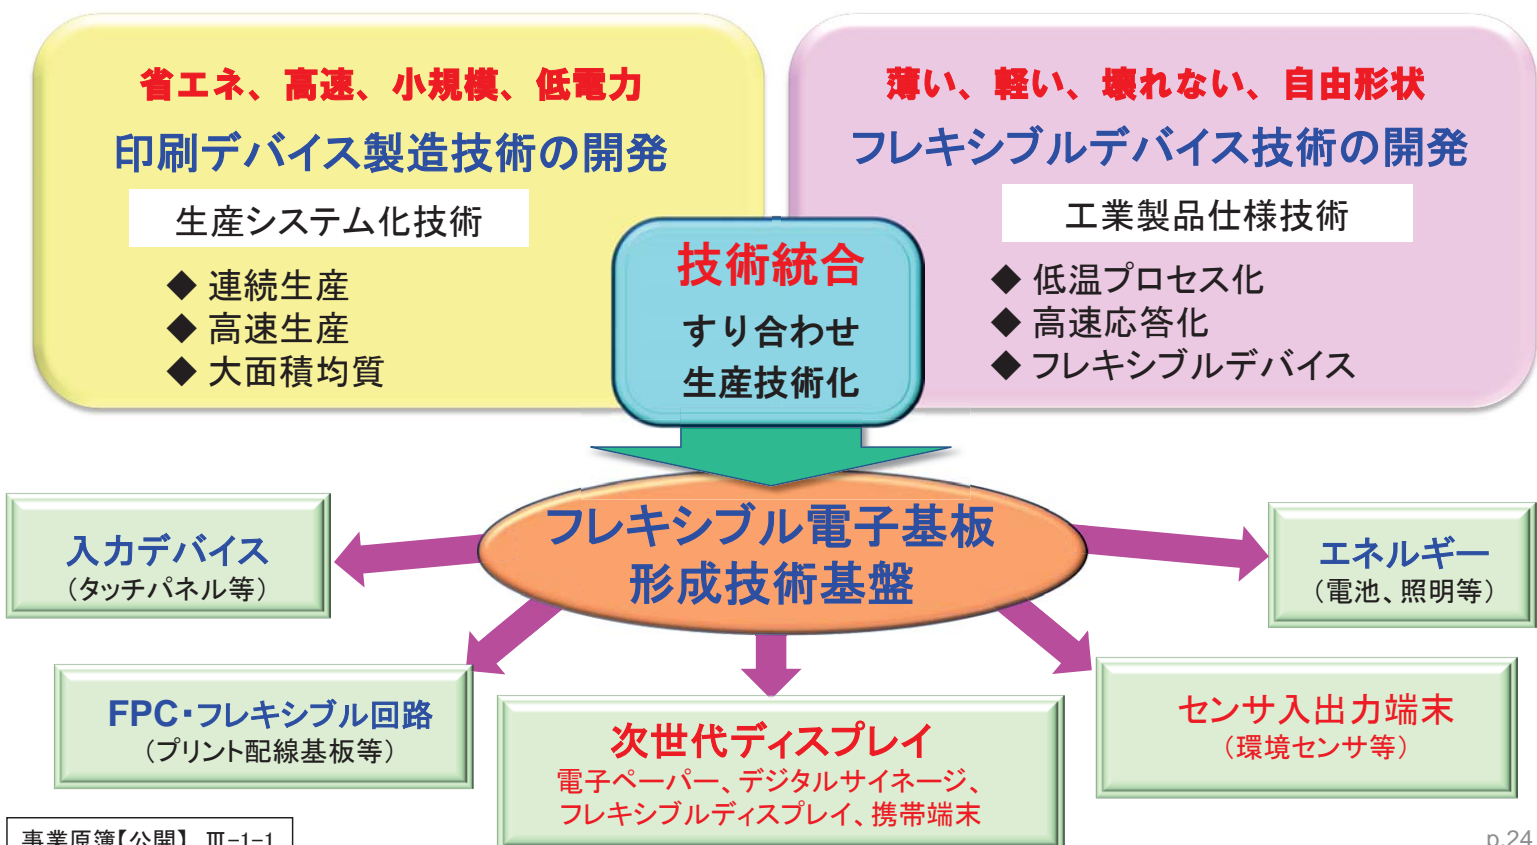 省エネ、高速、小規模、低電力
印刷デバイス製造技術の開発
生産システム化技術
◆ 連続生産
◆ 高速生産
◆ 大面積均質
薄い、軽い、壊れない、自由形状
フレキシブルデバイス技術の開発
工業製品仕様技術
◆ 低温プロセス化
◆ 高速応答化
◆ フレキシブルデバイス
技術統合
すり合わせ
生産技術化
フレキシブル電子基板
形成技術基盤
入力デバイス
（タッチパネル等）
FPC・フレキシブル回路
（プリント配線基板等）
次世代ディスプレイ
電子ペーパー、デジタルサイネージ、
フレキシブルディスプレイ、携帯端末
センサ入出力端末
（環境センサ等）
エネルギー
（電池、照明等）
事業原簿【公開】 Ⅲ-1-1
p.24